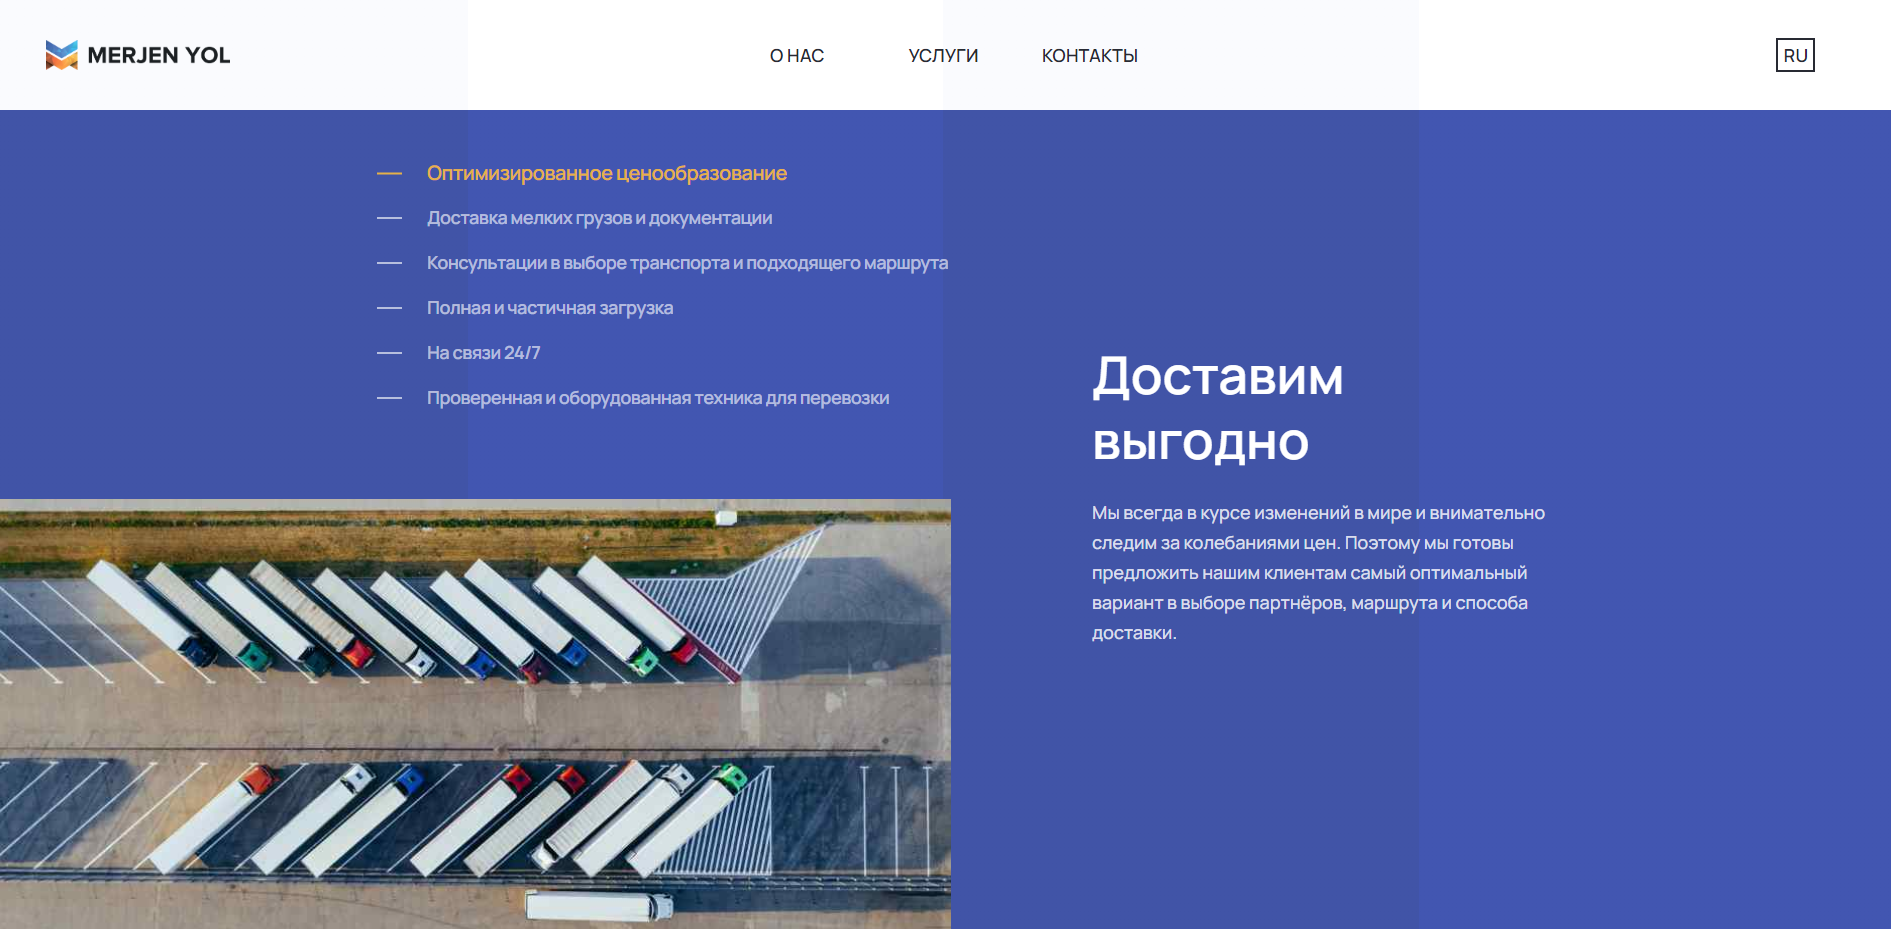 MERJEN YOL
О НАС
УСЛУГИ
КОНТАКТЫ
RU
Оптимизированное ценообразование
Доставка мелких грузов и документации
Консультации в выборе транспорта и подходящего маршрута
Полная и частичная загрузка
На связи 24/7
Проверенная и оборудованная техника для перевозки
Доставим
выгодно
Мы всегда в курсе изменений в мире и внимательно
следим за колебаниями цен. Поэтому мы готовы
предложить нашим клиентам самый оптимальный
вариант в выборе партнёров, маршрута и способа
доставки.